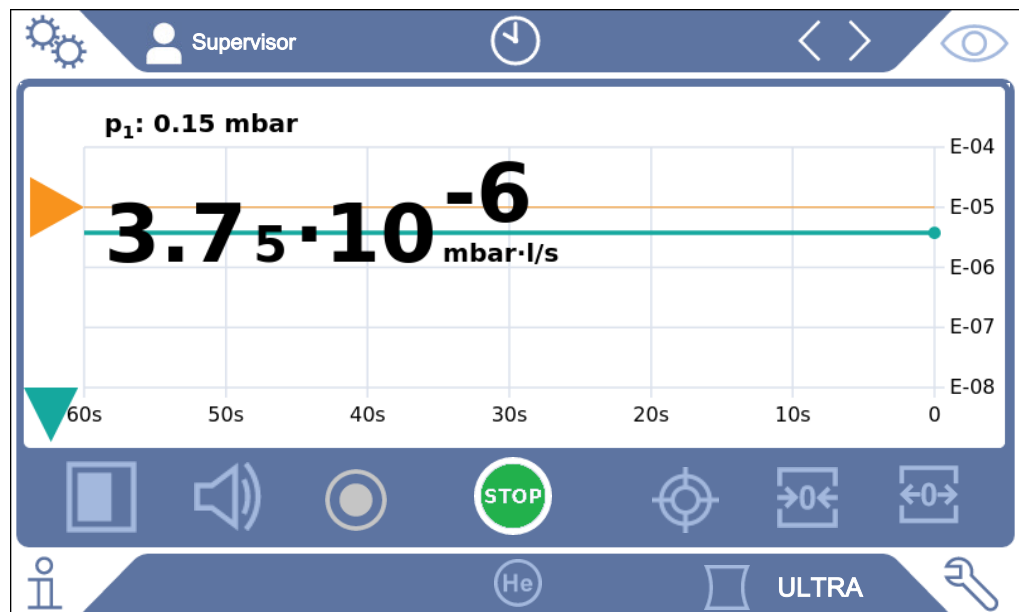 Supervisor
p₁: 0.15 mbar
E-04
3.75·10⁻⁶ mbar·l/s
E-05
E-06
E-07
E-08
60s 50s 40s 30s 20s 10s 0
STOP
→0← ←0→
He
ULTRA